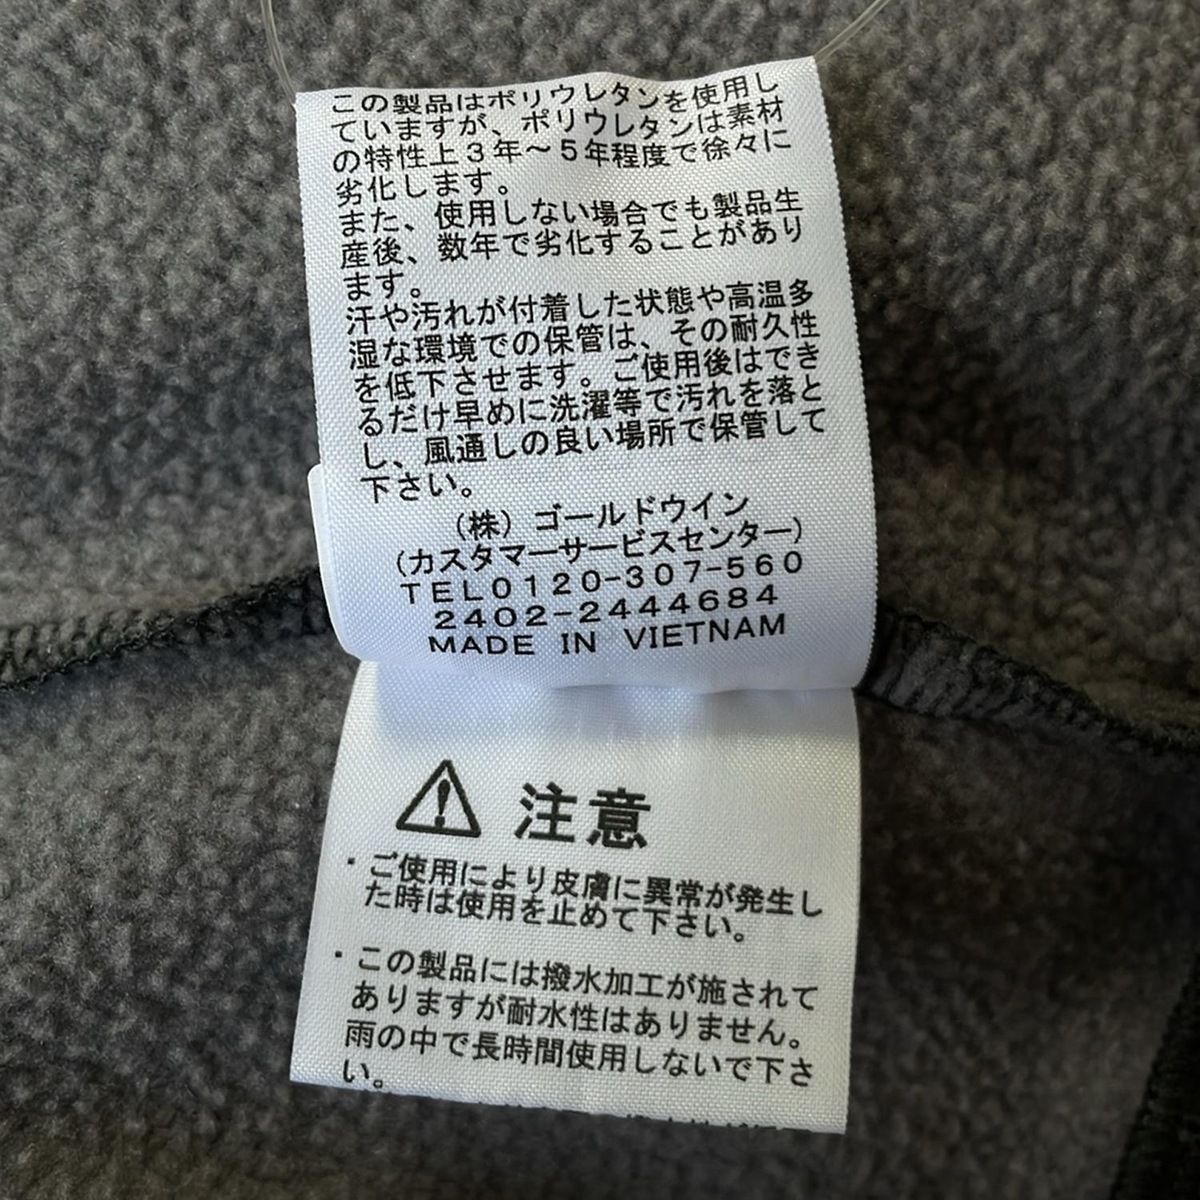 この製品はポリウレタンを使用し
ていますが、ポリウレタンは素材
の特性上3年～5年程度で徐々に
劣化します。
また、使用しない場合でも製品生
産後、数年で劣化することがあり
ます。
汗や汚れが付着した状態や高温多
湿な環境での保管は、その耐久性
を低下させます。ご使用後はでき
るだけ早めに洗濯等で汚れを落と
し、風通しの良い場所で保管して
下さい。
(株) ゴールドウイン
(カスタマーサービスセンター)
TEL0120-307-560
2402-2444684
MADE IN VIETNAM
注意
・ご使用により皮膚に異常が発生し
た時は使用を止めて下さい。
・この製品には撥水加工が施されて
ありますが耐水性はありません。
雨の中で長時間使用しないで下さ
い。